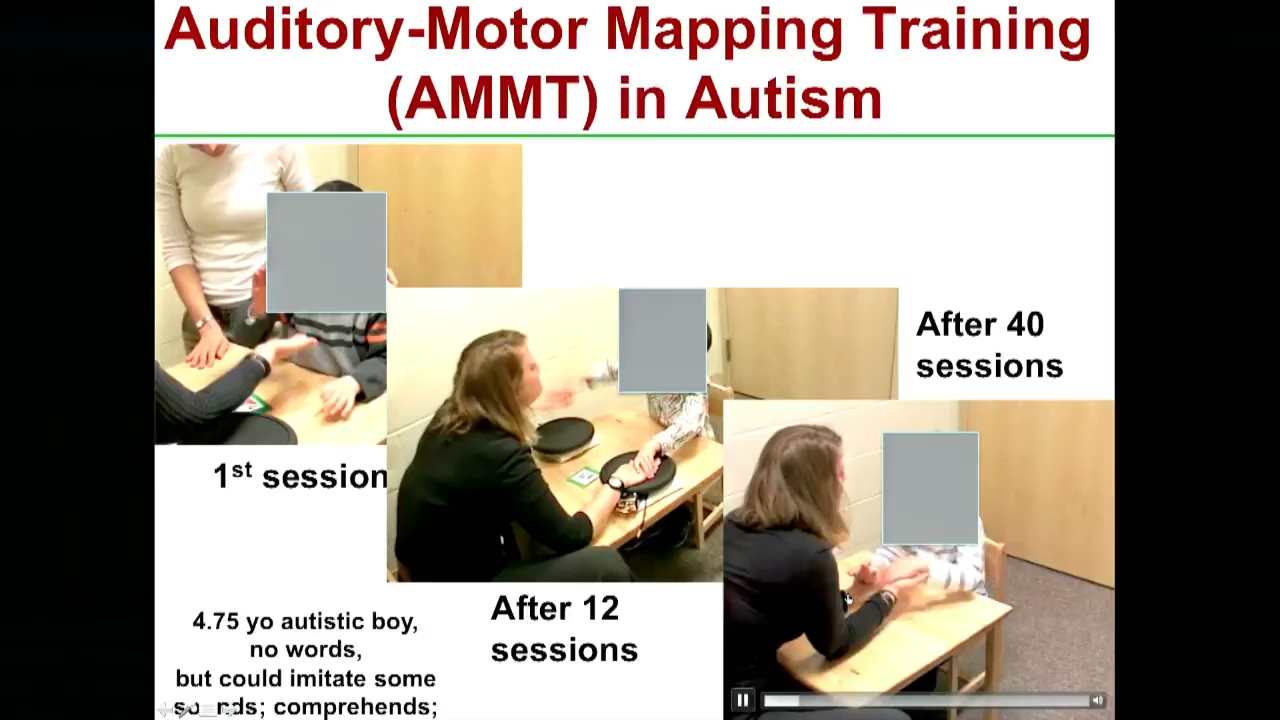 Auditory-Motor Mapping Training
(AMMT) in Autism
After 40
sessions
1st session
After 12
sessions
4.75 yo autistic boy,
no words,
but could imitate some
sounds; comprehends;